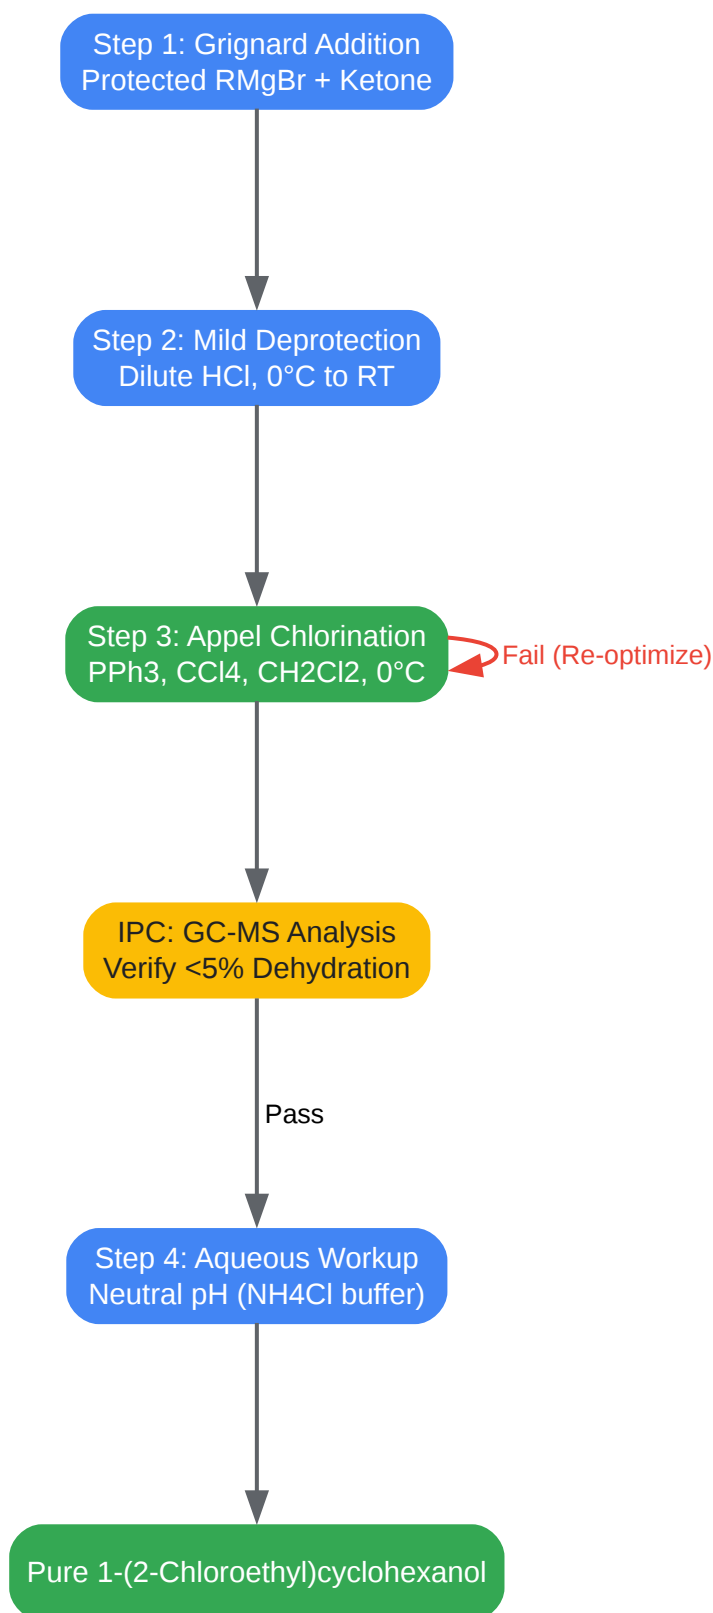 Step 1: Grignard Addition
Protected RMgBr + Ketone
Step 2: Mild Deprotection
Dilute HCl, 0°C to RT
Step 3: Appel Chlorination
PPh3, CCl4, CH2Cl2, 0°C
Fail (Re-optimize)
IPC: GC-MS Analysis
Verify <5% Dehydration
Pass
Step 4: Aqueous Workup
Neutral pH (NH4Cl buffer)
Pure 1-(2-Chloroethyl)cyclohexanol